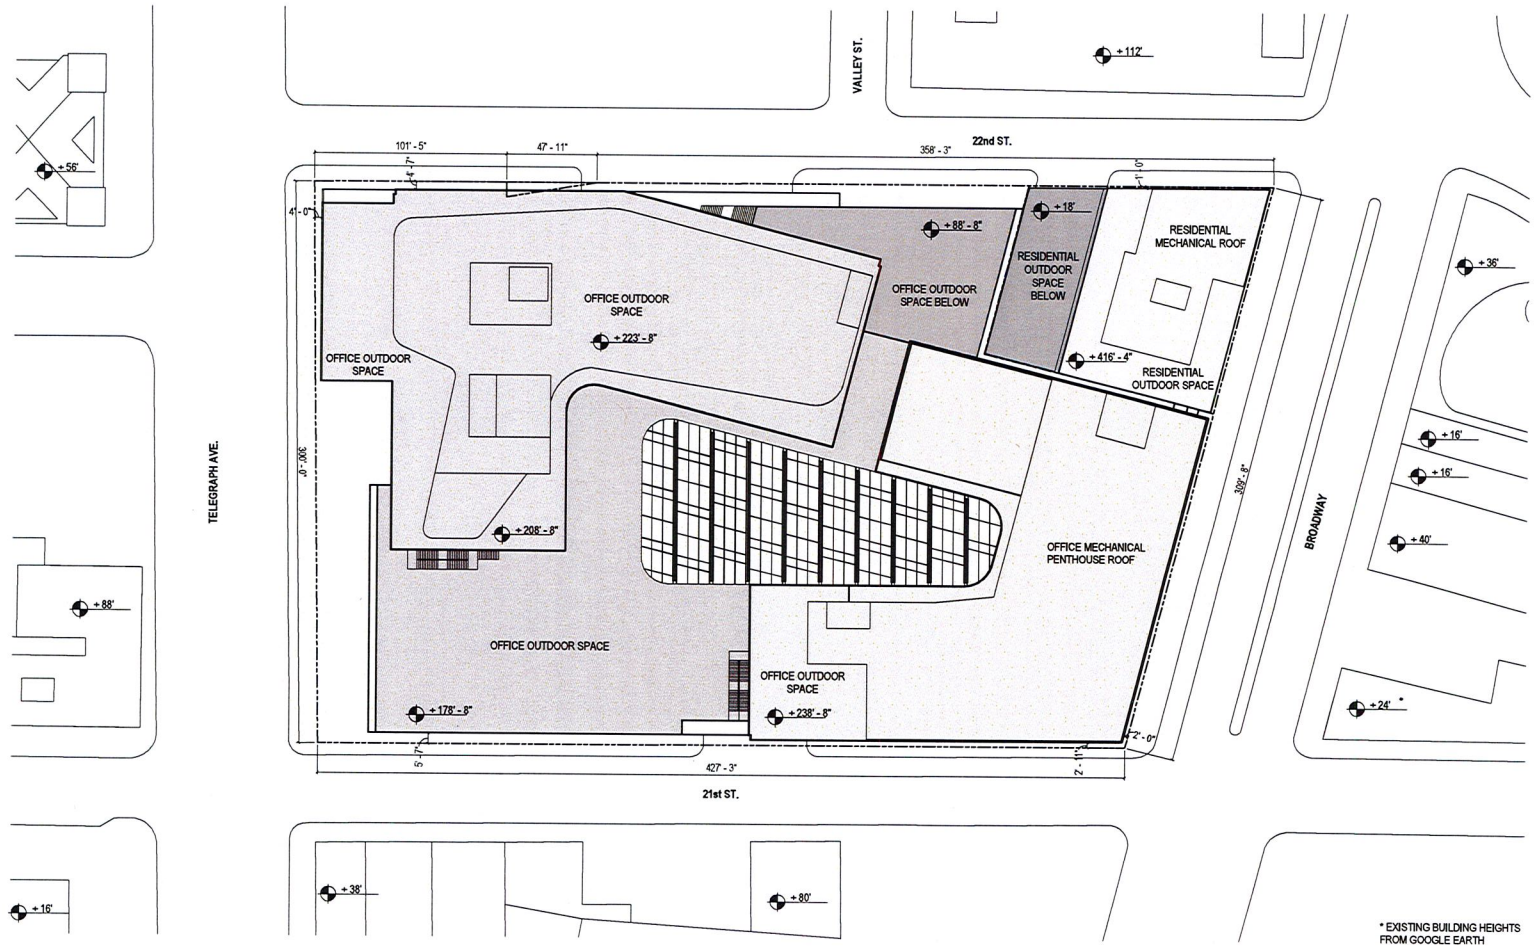 VALLEY ST.
+ 112'
22nd ST.
101' - 5"
47' - 11"
358' - 3"
4' - 7"
1' - 0"
+ 56'
4' - 0"
+ 88' - 8"
+ 18'
RESIDENTIAL
MECHANICAL ROOF
+ 36'
RESIDENTIAL
OUTDOOR
SPACE
BELOW
OFFICE OUTDOOR
SPACE BELOW
OFFICE OUTDOOR
SPACE
+ 223' - 8"
OFFICE OUTDOOR
SPACE
+ 416' - 4"
RESIDENTIAL
OUTDOOR SPACE
+ 16'
+ 16'
TELEGRAPH AVE.
300' - 0"
309' - 8"
BROADWAY
+ 208' - 8"
+ 40'
OFFICE MECHANICAL
PENTHOUSE ROOF
+ 88'
OFFICE OUTDOOR SPACE
OFFICE OUTDOOR
SPACE
+ 178' - 8"
+ 238' - 8"
+ 24' *
5' - 7"
2' - 11"
2' - 0"
427' - 3"
21st ST.
+ 38'
+ 80'
+ 16'
* EXISTING BUILDING HEIGHTS
FROM GOOGLE EARTH